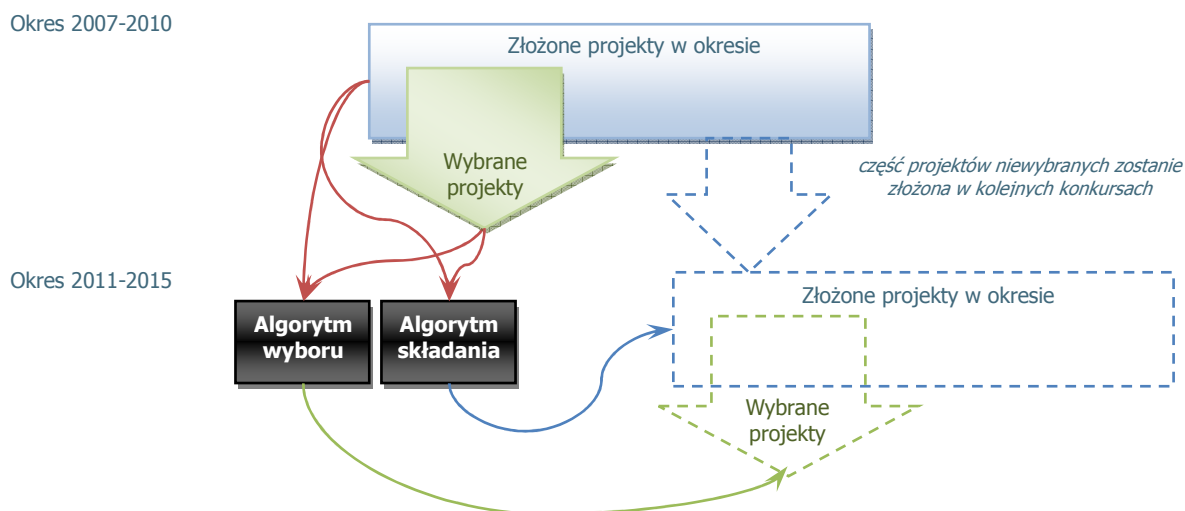 Okres 2007-2010
Złożone projekty w okresie
Wybrane
projekty
część projektów niewybranych zostanie
złożona w kolejnych konkursach
Okres 2011-2015
Algorytm
wyboru
Algorytm
składania
Złożone projekty w okresie
Wybrane
projekty